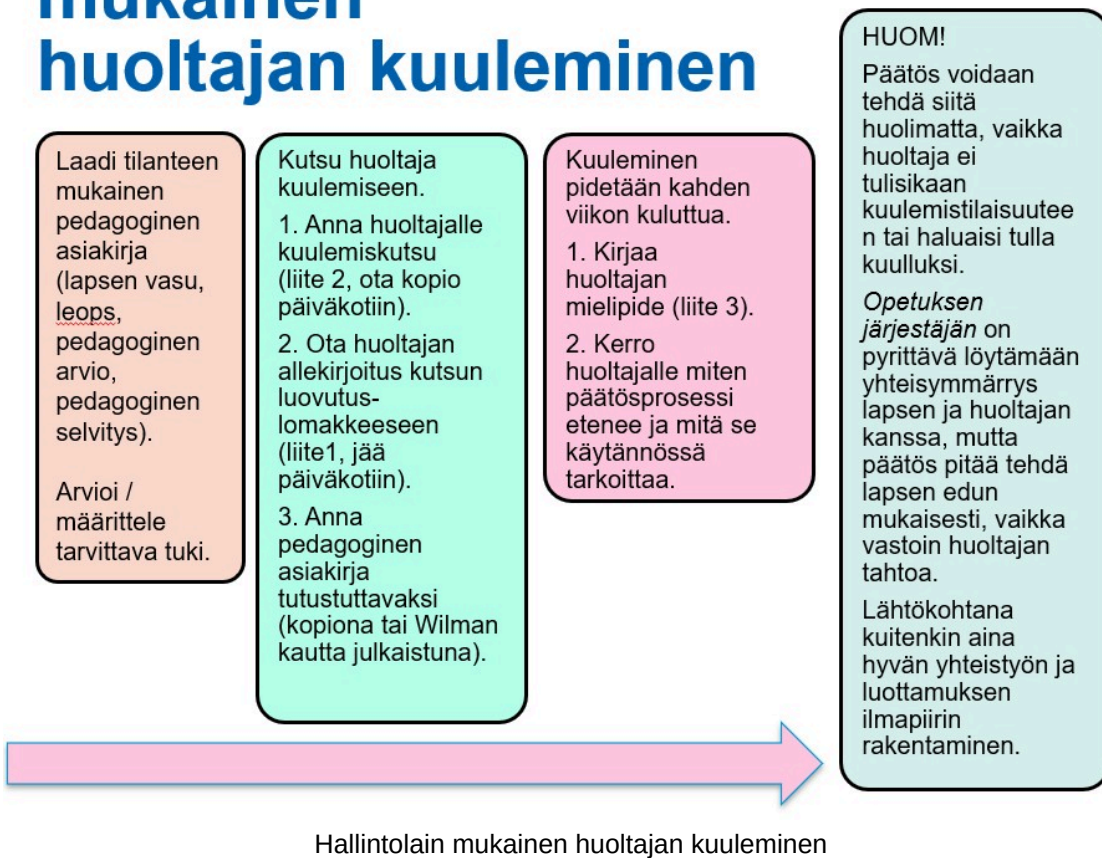 mukainen
huoltajan kuuleminen
Laadi tilanteen
mukainen
pedagoginen
asiakirja
(lapsen vasu,
leops,
pedagoginen
arvio,
pedagoginen
selvitys).
Arvioi /
määrittele
tarvittava tuki.
Kutsu huoltaja
kuulemiseen.
1. Anna huoltajalle
kuulemiskutsu
(liite 2, ota kopio
päiväkotiin).
2. Ota huoltajan
allekirjoitus kutsun
luovutus-
lomakkeeseen
(liite1, jää
päiväkotiin).
3. Anna
pedagoginen
asiakirja
tutustuttavaksi
(kopiona tai Wilman
kautta julkaistuna).
Kuuleminen
pidetään kahden
viikon kuluttua.
1. Kirjaa
huoltajan
mielipide (liite 3).
2. Kerro
huoltajalle miten
päätösprosessi
etenee ja mitä se
käytännössä
tarkoittaa.
HUOM!
Päätös voidaan
tehdä siitä
huolimatta, vaikka
huoltaja ei
tulisikaan
kuulemistilaisuutee
n tai haluaisi tulla
kuulluksi.
Opetuksen
järjestäjän on
pyrittävä löytämään
yhteisymmärrys
lapsen ja huoltajan
kanssa, mutta
päätös pitää tehdä
lapsen edun
mukaisesti, vaikka
vastoin huoltajan
tahtoa.
Lähtökohtana
kuitenkin aina
hyvän yhteistyön ja
luottamuksen
ilmapiirin
rakentaminen.
Hallintolain mukainen huoltajan kuuleminen